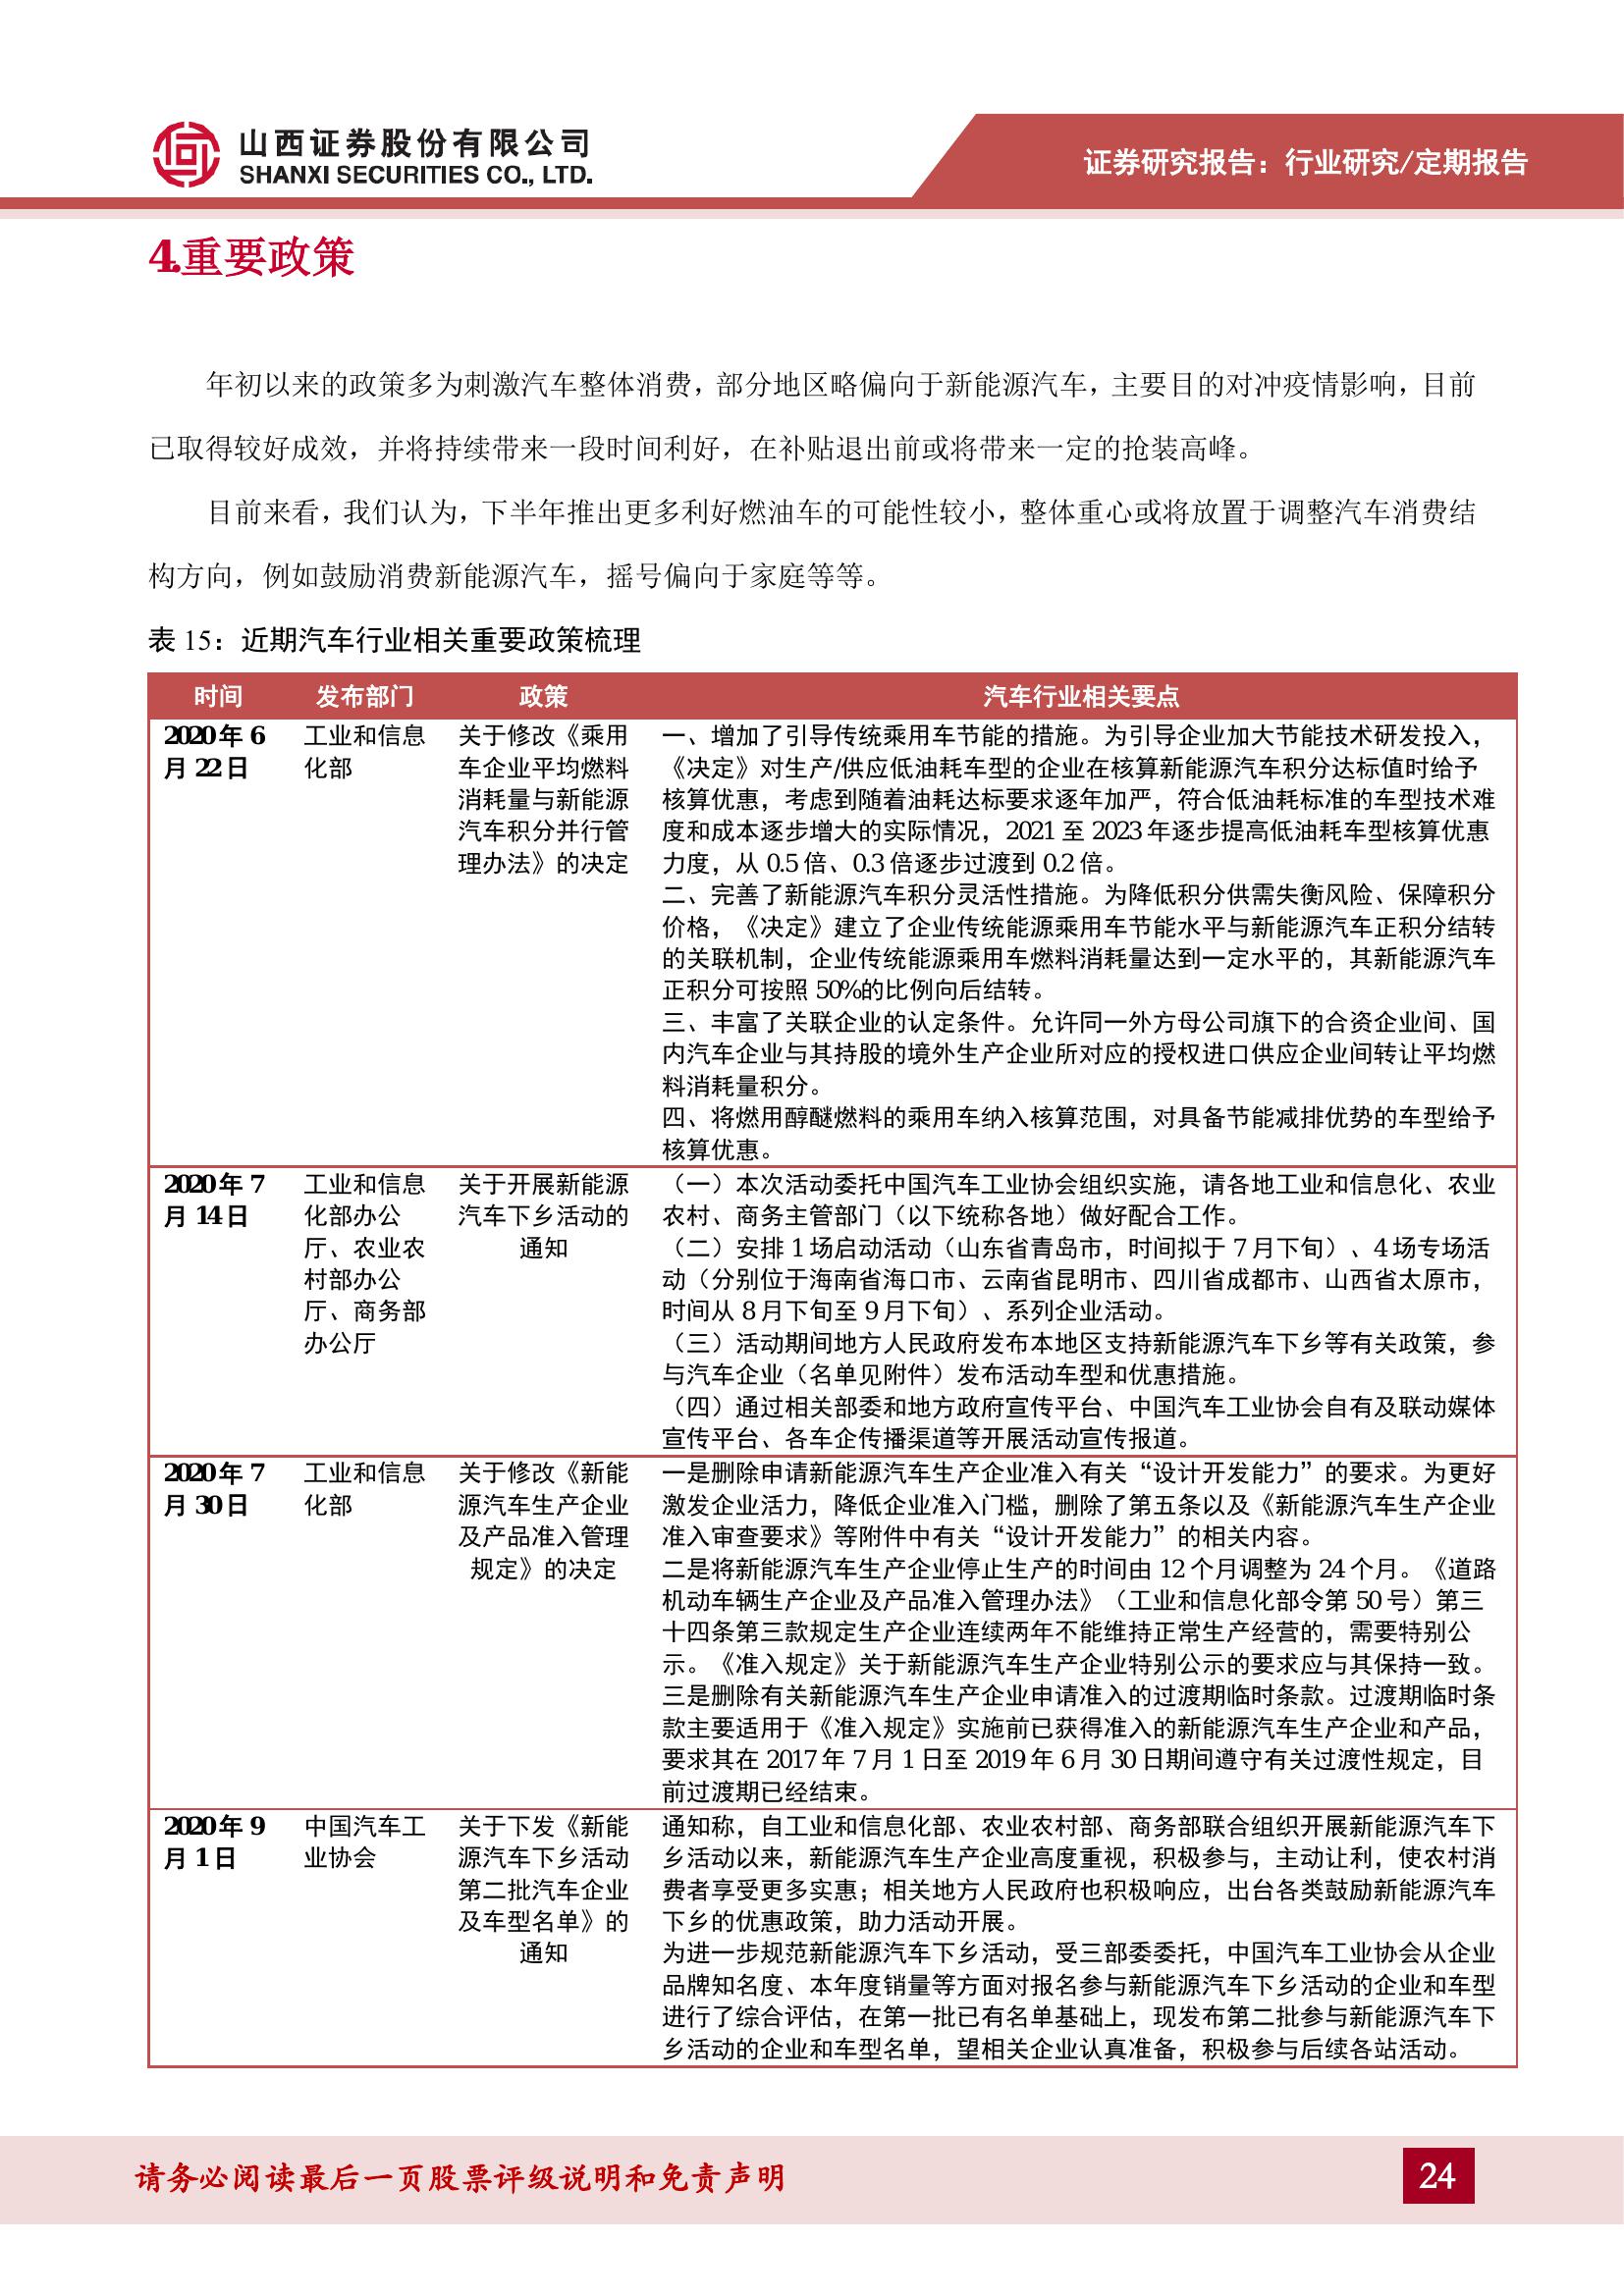 山西证券股份有限公司
SHANXI SECURITIES CO., LTD.
证券研究报告：行业研究/定期报告
4.重要政策
年初以来的政策多为刺激汽车整体消费，部分地区略偏向于新能源汽车，主要目的对冲疫情影响，目前
已取得较好成效，并将持续带来一段时间利好，在补贴退出前或将带来一定的抢装高峰。
目前来看，我们认为，下半年推出更多利好燃油车的可能性较小，整体重心或将放置于调整汽车消费结
构方向，例如鼓励消费新能源汽车，摇号偏向于家庭等等。
表 15：近期汽车行业相关重要政策梳理
时间 发布部门 政策 汽车行业相关要点
2020 年 6
月 22 日
工业和信息
化部
关于修改《乘用
车企业平均燃料
消耗量与新能源
汽车积分并行管
理办法》的决定
一、增加了引导传统乘用车节能的措施。为引导企业加大节能技术研发投入，
《决定》对生产/供应低油耗车型的企业在核算新能源汽车积分达标值时给予
核算优惠，考虑到随着油耗达标要求逐年加严，符合低油耗标准的车型技术难
度和成本逐步增大的实际情况，2021 至 2023 年逐步提高低油耗车型核算优惠
力度，从 0.5 倍、0.3 倍逐步过渡到 0.2 倍。
二、完善了新能源汽车积分灵活性措施。为降低积分供需失衡风险、保障积分
价格，《决定》建立了企业传统能源乘用车节能水平与新能源汽车正积分结转
的关联机制，企业传统能源乘用车燃料消耗量达到一定水平的，其新能源汽车
正积分可按照 50%的比例向后结转。
三、丰富了关联企业的认定条件。允许同一外方母公司旗下的合资企业间、国
内汽车企业与其持股的境外生产企业所对应的授权进口供应企业间转让平均燃
料消耗量积分。
四、将燃用醇醚燃料的乘用车纳入核算范围，对具备节能减排优势的车型给予
核算优惠。
2020 年 7
月 14 日
工业和信息
化部办公
厅、农业农
村部办公
厅、商务部
办公厅
关于开展新能源
汽车下乡活动的
通知
（一）本次活动委托中国汽车工业协会组织实施，请各地工业和信息化、农业
农村、商务主管部门（以下统称各地）做好配合工作。
（二）安排 1 场启动活动（山东省青岛市，时间拟于 7 月下旬）、4 场专场活
动（分别位于海南省海口市、云南省昆明市、四川省成都市、山西省太原市，
时间从 8 月下旬至 9 月下旬）、系列企业活动。
（三）活动期间地方人民政府发布本地区支持新能源汽车下乡等有关政策，参
与汽车企业（名单见附件）发布活动车型和优惠措施。
（四）通过相关部委和地方政府宣传平台、中国汽车工业协会自有及联动媒体
宣传平台、各车企传播渠道等开展活动宣传报道。
2020 年 7
月 30 日
工业和信息
化部
关于修改《新能
源汽车生产企业
及产品准入管理
规定》的决定
一是删除申请新能源汽车生产企业准入有关“设计开发能力”的要求。为更好
激发企业活力，降低企业准入门槛，删除了第五条以及《新能源汽车生产企业
准入审查要求》等附件中有关“设计开发能力”的相关内容。
二是将新能源汽车生产企业停止生产的时间由 12 个月调整为 24 个月。《道路
机动车辆生产企业及产品准入管理办法》（工业和信息化部令第 50 号）第三
十四条第三款规定生产企业连续两年不能维持正常生产经营的，需要特别公
示。《准入规定》关于新能源汽车生产企业特别公示的要求应与其保持一致。
三是删除有关新能源汽车生产企业申请准入的过渡期临时条款。过渡期临时条
款主要适用于《准入规定》实施前已获得准入的新能源汽车生产企业和产品，
要求其在 2017 年 7 月 1 日至 2019 年 6 月 30 日期间遵守有关过渡性规定，目
前过渡期已经结束。
2020 年 9
月 1 日
中国汽车工
业协会
关于下发《新能
源汽车下乡活动
第二批汽车企业
及车型名单》的
通知
通知称，自工业和信息化部、农业农村部、商务部联合组织开展新能源汽车下
乡活动以来，新能源汽车生产企业高度重视，积极参与，主动让利，使农村消
费者享受更多实惠；相关地方人民政府也积极响应，出台各类鼓励新能源汽车
下乡的优惠政策，助力活动开展。
为进一步规范新能源汽车下乡活动，受三部委委托，中国汽车工业协会从企业
品牌知名度、本年度销量等方面对报名参与新能源汽车下乡活动的企业和车型
进行了综合评估，在第一批已有名单基础上，现发布第二批参与新能源汽车下
乡活动的企业和车型名单，望相关企业认真准备，积极参与后续各站活动。
请务必阅读最后一页股票评级说明和免责声明
24